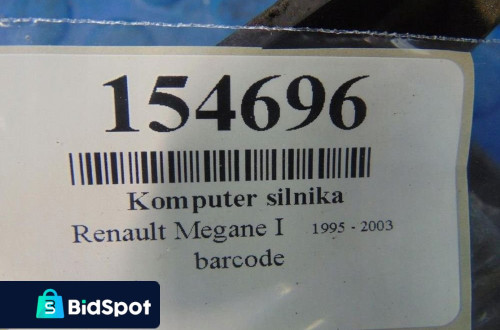 154696
Komputer silnika
Renault Megane I 1995 - 2003
barcode
S
BidSpot